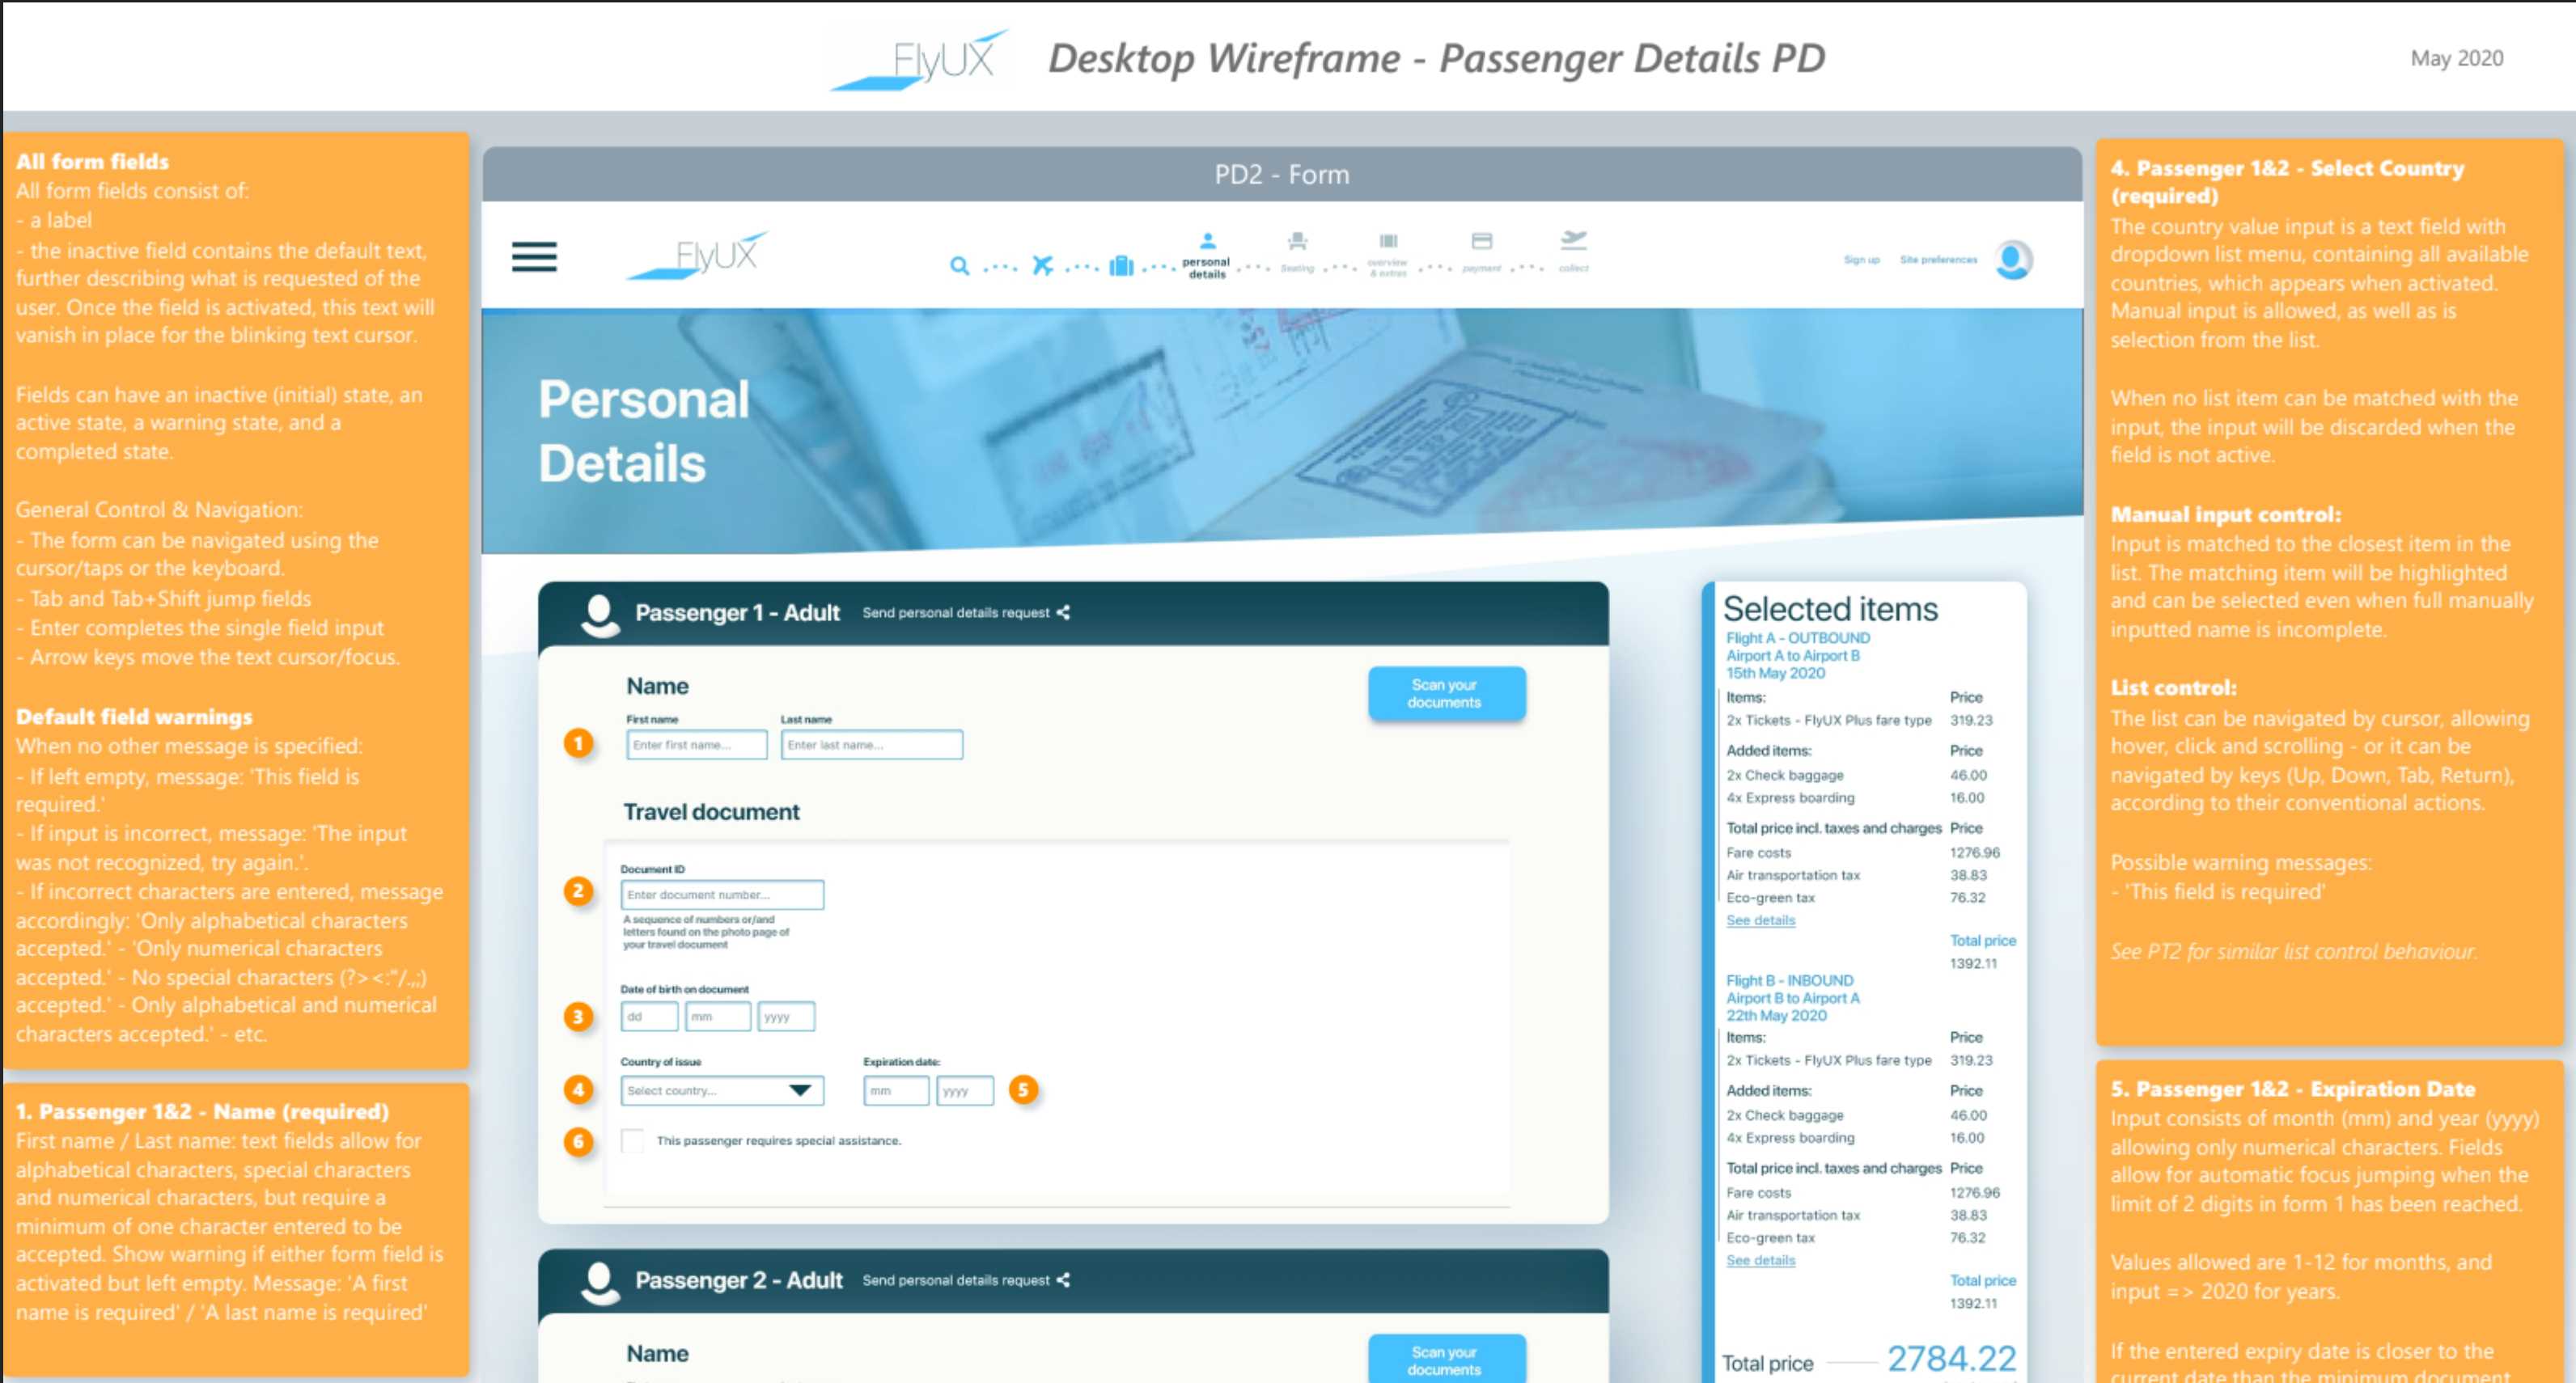 FlyUX
Desktop Wireframe - Passenger Details PD
May 2020
All form fields
All form fields consist of:
- a label
- the inactive field contains the default text,
further describing what is requested of the
user. Once the field is activated, this text will
vanish in place for the blinking text cursor.
Fields can have an inactive (initial) state, an
active state, a warning state, and a
completed state.
General Control & Navigation:
- The form can be navigated using the
cursor/taps or the keyboard.
- Tab and Tab+Shift jump fields
- Enter completes the single field input
- Arrow keys move the text cursor/focus.
Default field warnings
When no other message is specified:
- If left empty, message: 'This field is
required.'
- If input is incorrect, message: 'The input
was not recognized, try again.'.
- If incorrect characters are entered, message
accordingly: 'Only alphabetical characters
accepted.' - 'Only numerical characters
accepted.' - No special characters (?><:"/.,;)
accepted.' - Only alphabetical and numerical
characters accepted.' - etc.
1. Passenger 1&2 - Name (required)
First name / Last name: text fields allow for
alphabetical characters, special characters
and numerical characters, but require a
minimum of one character entered to be
accepted. Show warning if either form field is
activated but left empty. Message: 'A first
name is required' / 'A last name is required'
PD2 - Form
FlyUX
personal
details
Seating
overview
& extras
payment
collect
Sign up
Site preferences
Personal
Details
Passenger 1 - Adult
Send personal details request
Name
Scan your
documents
First name
Last name
1
Enter first name...
Enter last name...
Travel document
Document ID
2
Enter document number...
A sequence of numbers or/and
letters found on the photo page of
your travel document
Date of birth on document
3
dd
mm
yyyy
Country of issue
Expiration date:
4
Select country...
mm
yyyy
5
6
This passenger requires special assistance.
Passenger 2 - Adult
Send personal details request
Name
Scan your
documents
Selected items
Flight A - OUTBOUND
Airport A to Airport B
15th May 2020
Items: Price
2x Tickets - FlyUX Plus fare type 319.23
Added items: Price
2x Check baggage 46.00
4x Express boarding 16.00
Total price incl. taxes and charges Price
Fare costs 1276.96
Air transportation tax 38.83
Eco-green tax 76.32
See details
Total price
1392.11
Flight B - INBOUND
Airport B to Airport A
22th May 2020
Items: Price
2x Tickets - FlyUX Plus fare type 319.23
Added items: Price
2x Check baggage 46.00
4x Express boarding 16.00
Total price incl. taxes and charges Price
Fare costs 1276.96
Air transportation tax 38.83
Eco-green tax 76.32
See details
Total price
1392.11
Total price 2784.22
4. Passenger 1&2 - Select Country
(required)
The country value input is a text field with
dropdown list menu, containing all available
countries, which appears when activated.
Manual input is allowed, as well as is
selection from the list.
When no list item can be matched with the
input, the input will be discarded when the
field is not active.
Manual input control:
Input is matched to the closest item in the
list. The matching item will be highlighted
and can be selected even when full manually
inputted name is incomplete.
List control:
The list can be navigated by cursor, allowing
hover, click and scrolling - or it can be
navigated by keys (Up, Down, Tab, Return),
according to their conventional actions.
Possible warning messages:
- 'This field is required'
See PT2 for similar list control behaviour.
5. Passenger 1&2 - Expiration Date
Input consists of month (mm) and year (yyyy)
allowing only numerical characters. Fields
allow for automatic focus jumping when the
limit of 2 digits in form 1 has been reached.
Values allowed are 1-12 for months, and
input => 2020 for years.
If the entered expiry date is closer to the
current date than the minimum document